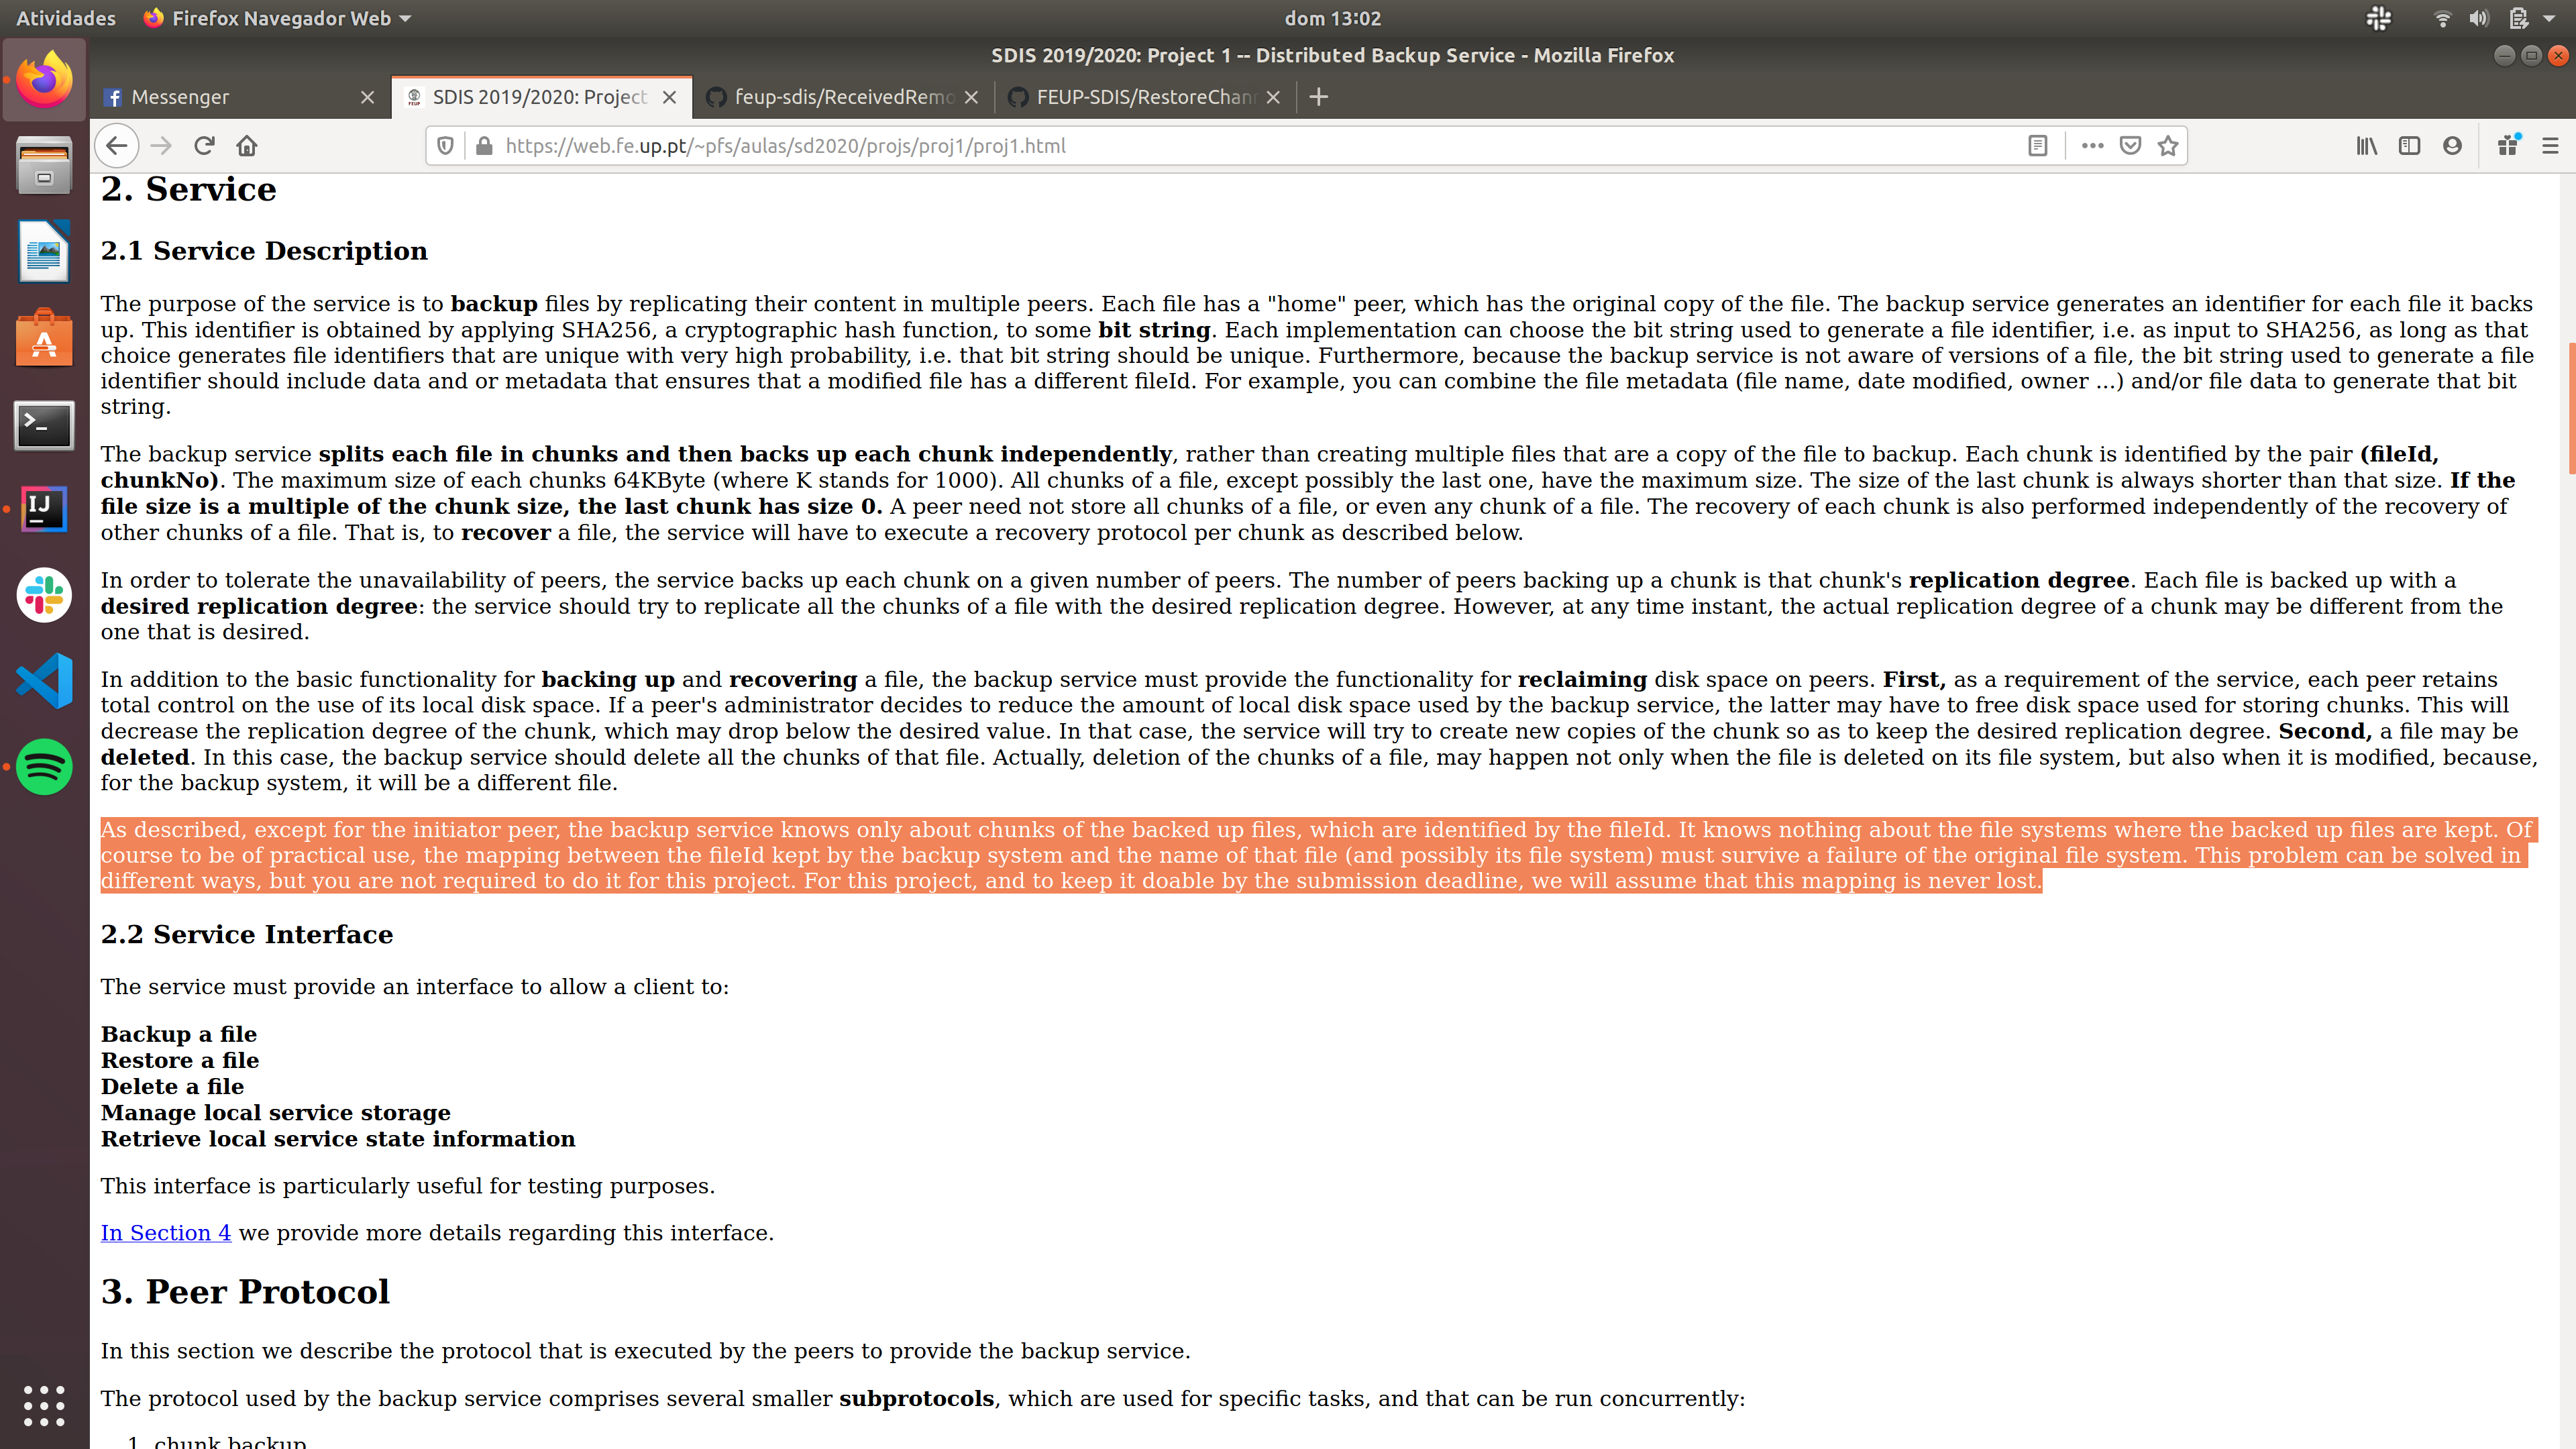 Atividades
Firefox Navegador Web
dom 13:02
SDIS 2019/2020: Project 1 -- Distributed Backup Service - Mozilla Firefox
Messenger
SDIS 2019/2020: Project
feup-sdis/ReceivedRemo
FEUP-SDIS/RestoreChan
https://web.fe.up.pt/~pfs/aulas/sd2020/projs/proj1/proj1.html
2. Service
2.1 Service Description
The purpose of the service is to backup files by replicating their content in multiple peers. Each file has a "home" peer, which has the original copy of the file. The backup service generates an identifier for each file it backs
up. This identifier is obtained by applying SHA256, a cryptographic hash function, to some bit string. Each implementation can choose the bit string used to generate a file identifier, i.e. as input to SHA256, as long as that
choice generates file identifiers that are unique with very high probability, i.e. that bit string should be unique. Furthermore, because the backup service is not aware of versions of a file, the bit string used to generate a file
identifier should include data and or metadata that ensures that a modified file has a different fileId. For example, you can combine the file metadata (file name, date modified, owner ...) and/or file data to generate that bit
string.
The backup service splits each file in chunks and then backs up each chunk independently, rather than creating multiple files that are a copy of the file to backup. Each chunk is identified by the pair (fileId,
chunkNo). The maximum size of each chunks 64KByte (where K stands for 1000). All chunks of a file, except possibly the last one, have the maximum size. The size of the last chunk is always shorter than that size. If the
file size is a multiple of the chunk size, the last chunk has size 0. A peer need not store all chunks of a file, or even any chunk of a file. The recovery of each chunk is also performed independently of the recovery of
other chunks of a file. That is, to recover a file, the service will have to execute a recovery protocol per chunk as described below.
In order to tolerate the unavailability of peers, the service backs up each chunk on a given number of peers. The number of peers backing up a chunk is that chunk's replication degree. Each file is backed up with a
desired replication degree: the service should try to replicate all the chunks of a file with the desired replication degree. However, at any time instant, the actual replication degree of a chunk may be different from the
one that is desired.
In addition to the basic functionality for backing up and recovering a file, the backup service must provide the functionality for reclaiming disk space on peers. First, as a requirement of the service, each peer retains
total control on the use of its local disk space. If a peer's administrator decides to reduce the amount of local disk space used by the backup service, the latter may have to free disk space used for storing chunks. This will
decrease the replication degree of the chunk, which may drop below the desired value. In that case, the service will try to create new copies of the chunk so as to keep the desired replication degree. Second, a file may be
deleted. In this case, the backup service should delete all the chunks of that file. Actually, deletion of the chunks of a file, may happen not only when the file is deleted on its file system, but also when it is modified, because,
for the backup system, it will be a different file.
As described, except for the initiator peer, the backup service knows only about chunks of the backed up files, which are identified by the fileId. It knows nothing about the file systems where the backed up files are kept. Of
course to be of practical use, the mapping between the fileId kept by the backup system and the name of that file (and possibly its file system) must survive a failure of the original file system. This problem can be solved in
different ways, but you are not required to do it for this project. For this project, and to keep it doable by the submission deadline, we will assume that this mapping is never lost.
2.2 Service Interface
The service must provide an interface to allow a client to:
Backup a file
Restore a file
Delete a file
Manage local service storage
Retrieve local service state information
This interface is particularly useful for testing purposes.
In Section 4 we provide more details regarding this interface.
3. Peer Protocol
In this section we describe the protocol that is executed by the peers to provide the backup service.
The protocol used by the backup service comprises several smaller subprotocols, which are used for specific tasks, and that can be run concurrently:
1. chunk backup